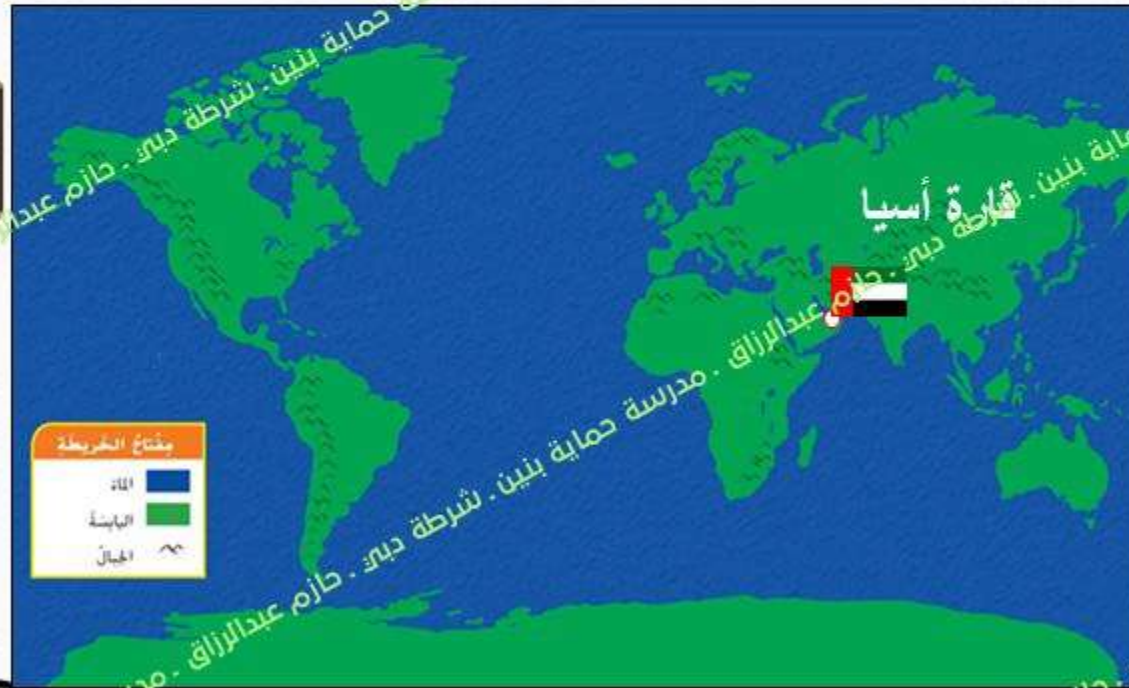 حماية بنين . شرطة دبي . حازم عبدالرزاق
قارة أسيا
حماية بنين . شرطة دبي . حازم عبدالرزاق . مدرسة حماية بنين . شرطة دبي . حازم عبدالرزاق . مدرسة
مفتاح الخريطة
الماء
اليابسة
الجبال